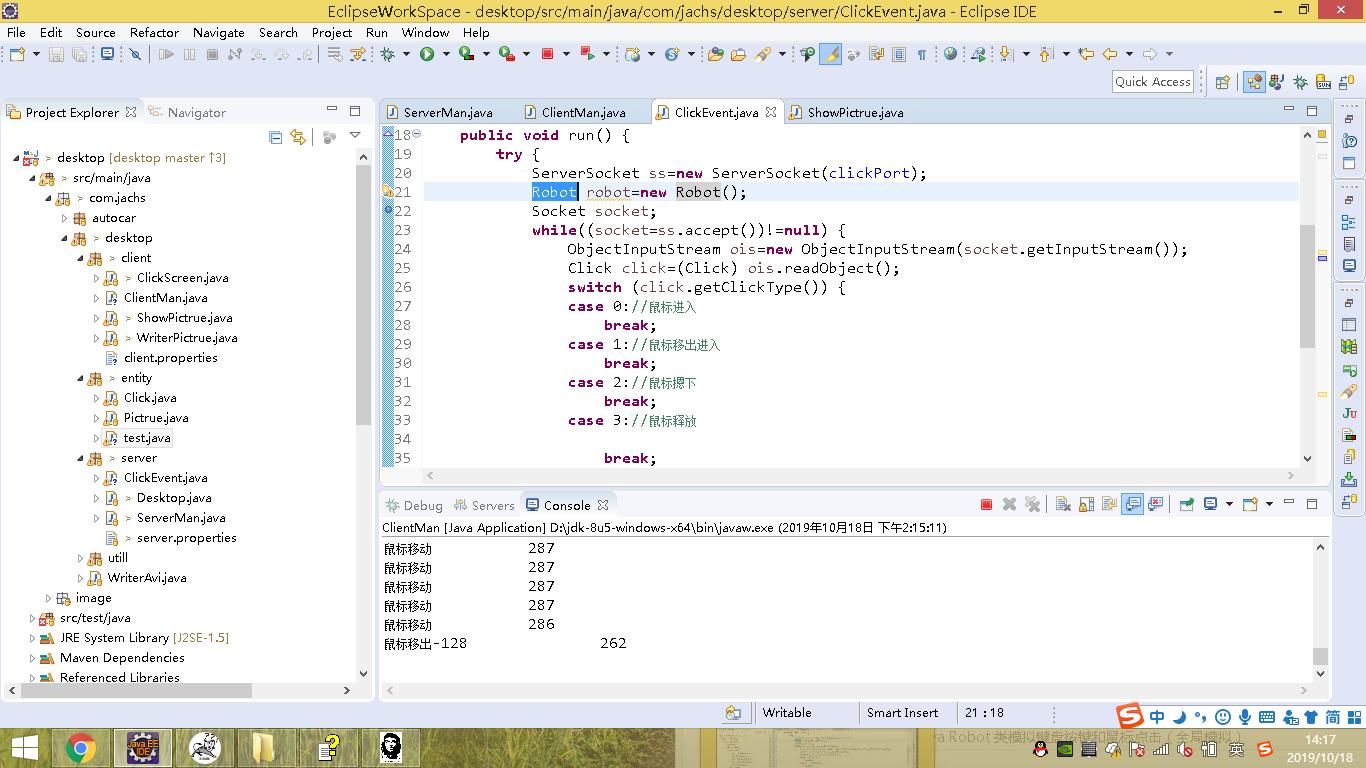 EclipseWorkSpace - desktop/src/main/java/com/jachs/desktop/server/ClickEvent.java - Eclipse IDE
File Edit Source Refactor Navigate Search Project Run Window Help
Quick Access
Project Explorer Navigator
> desktop [desktop master ↑3]
> src/main/java
> com.jachs
autocar
> desktop
> client
> ClickScreen.java
ClientMan.java
> ShowPictrue.java
> WriterPictrue.java
client.properties
> entity
Click.java
Pictrue.java
test.java
> server
ClickEvent.java
> Desktop.java
> ServerMan.java
> server.properties
utill
WriterAvi.java
image
src/test/java
JRE System Library [J2SE-1.5]
Maven Dependencies
Referenced Libraries
ServerMan.java ClientMan.java ClickEvent.java ShowPictrue.java
18 public void run() {
19 try {
20 ServerSocket ss=new ServerSocket(clickPort);
21 Robot robot=new Robot();
22 Socket socket;
23 while((socket=ss.accept())!=null) {
24 ObjectInputStream ois=new ObjectInputStream(socket.getInputStream());
25 Click click=(Click) ois.readObject();
26 switch (click.getClickType()) {
27 case 0://鼠标进入
28 break;
29 case 1://鼠标移出进入
30 break;
31 case 2://鼠标摁下
32 break;
33 case 3://鼠标释放
34
35 break;
Debug Servers Console
ClientMan [Java Application] D:\jdk-8u5-windows-x64\bin\javaw.exe (2019年10月18日 下午2:15:11)
鼠标移动 287
鼠标移动 287
鼠标移动 287
鼠标移动 287
鼠标移动 286
鼠标移出-128 262
Writable Smart Insert 21 : 18
中 简
Java EE IDE
Robot 类模拟键盘按键和鼠标点击（全局模拟）
英
14:17
2019/10/18